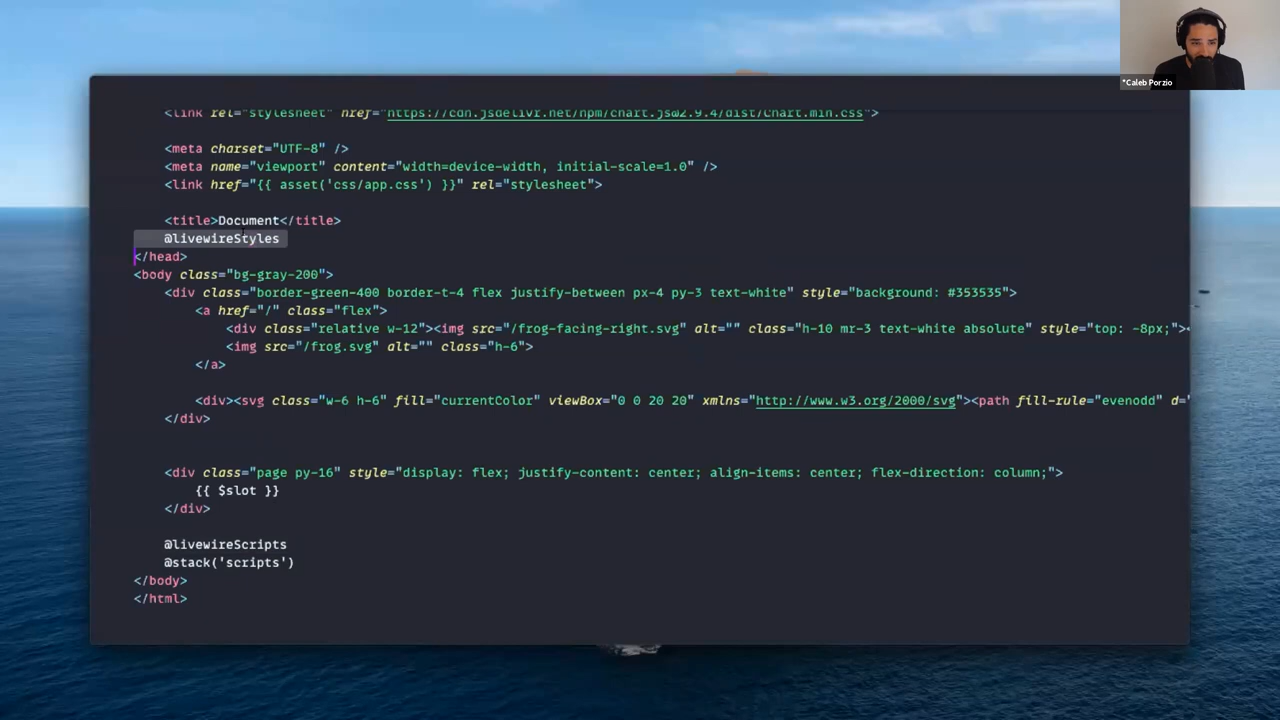 *Caleb Porzio
<link rel="stylesheet" href="https://cdn.jsdelivr.net/npm/chart.js@2.9.4/dist/Chart.min.css">
<meta charset="UTF-8" />
<meta name="viewport" content="width=device-width, initial-scale=1.0" />
<link href="{{ asset('css/app.css') }}" rel="stylesheet">
<title>Document</title>
@livewireStyles
</head>
<body class="bg-gray-200">
<div class="border-green-400 border-t-4 flex justify-between px-4 py-3 text-white" style="background: #353535">
<a href="/" class="flex">
<div class="relative w-12"><img src="/frog-facing-right.svg" alt="" class="h-10 mr-3 text-white absolute" style="top: -8px;"><
<img src="/frog.svg" alt="" class="h-6">
</a>
<div><svg class="w-6 h-6" fill="currentColor" viewBox="0 0 20 20" xmlns="http://www.w3.org/2000/svg"><path fill-rule="evenodd" d="
</div>
<div class="page py-16" style="display: flex; justify-content: center; align-items: center; flex-direction: column;">
{{ $slot }}
</div>
@livewireScripts
@stack('scripts')
</body>
</html>